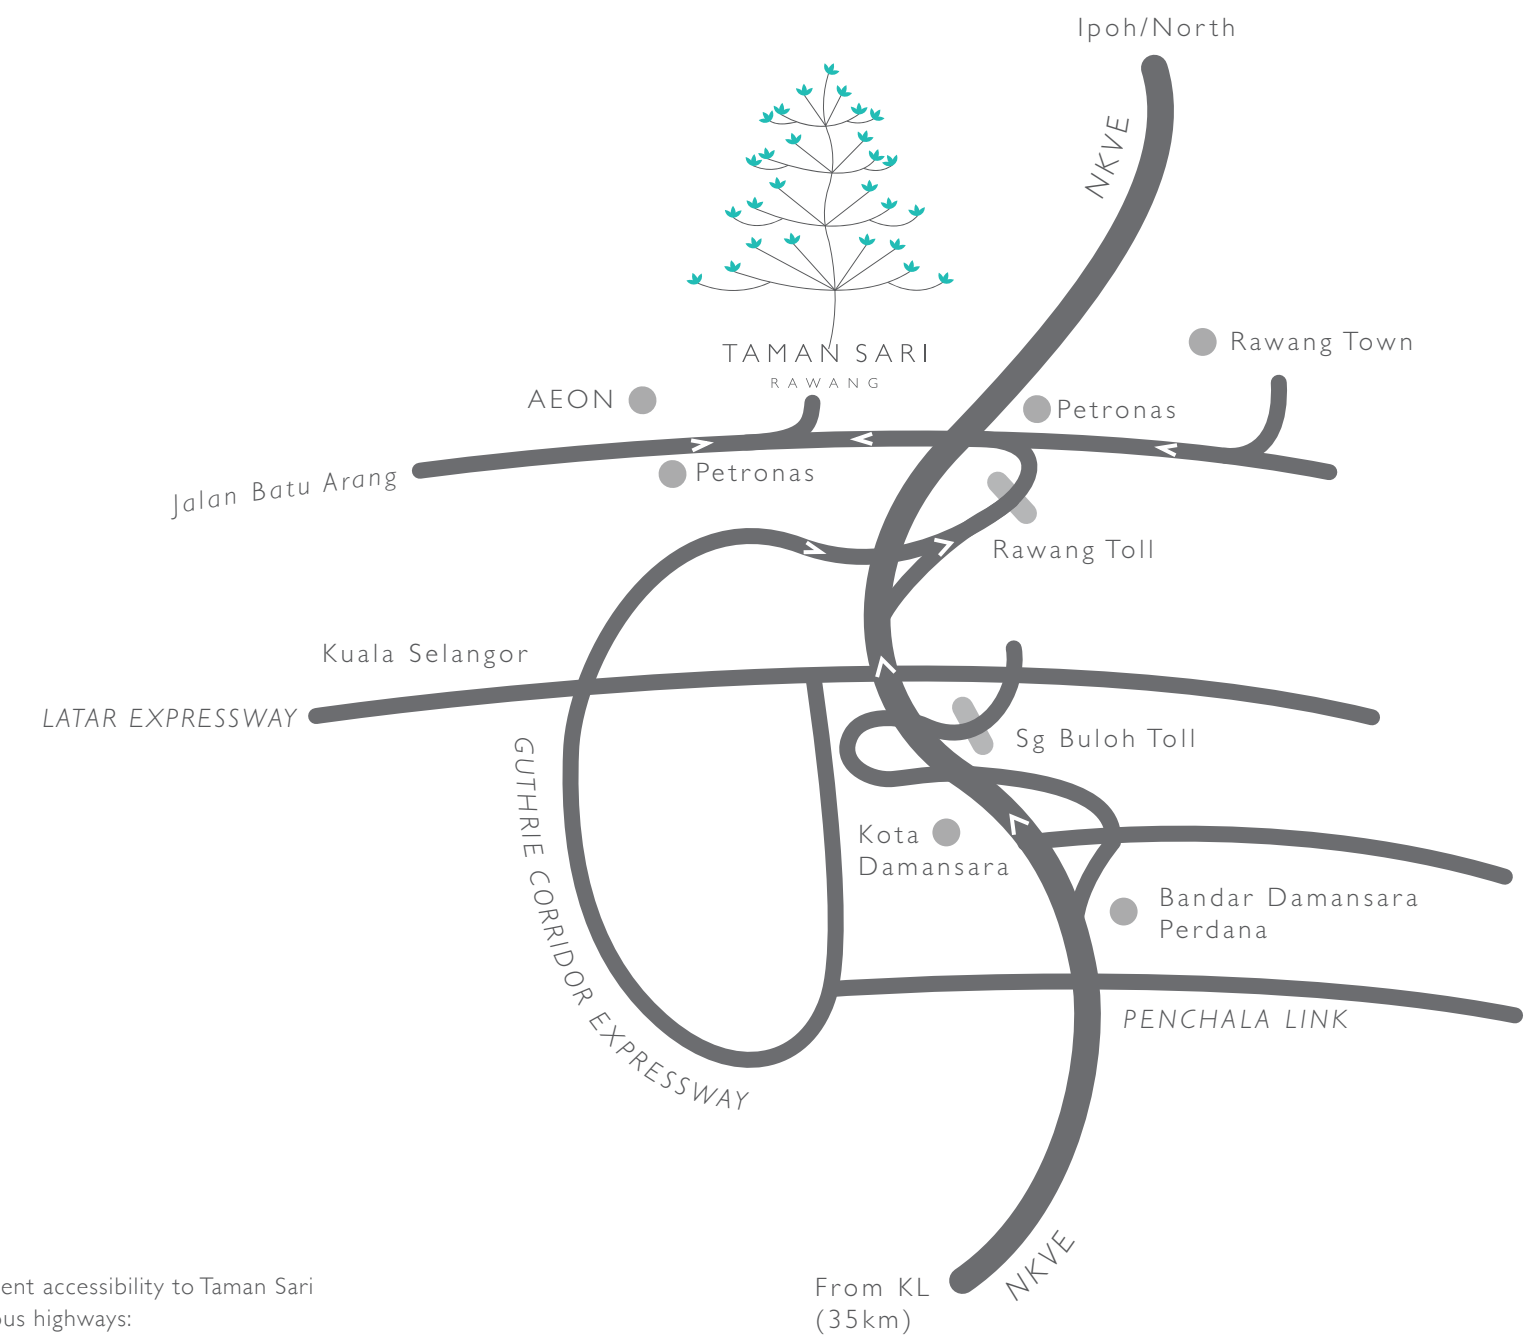 Ipoh/North
NKVE
TAMAN SARI
RAWANG
Rawang Town
AEON
Petronas
Petronas
Jalan Batu Arang
Rawang Toll
Kuala Selangor
LATAR EXPRESSWAY
Sg Buloh Toll
GUTHRIE CORRIDOR EXPRESSWAY
Kota
Damansara
Bandar Damansara
Perdana
PENCHALA LINK
NKVE
From KL
(35km)
accessibility to Taman Sari
highways: